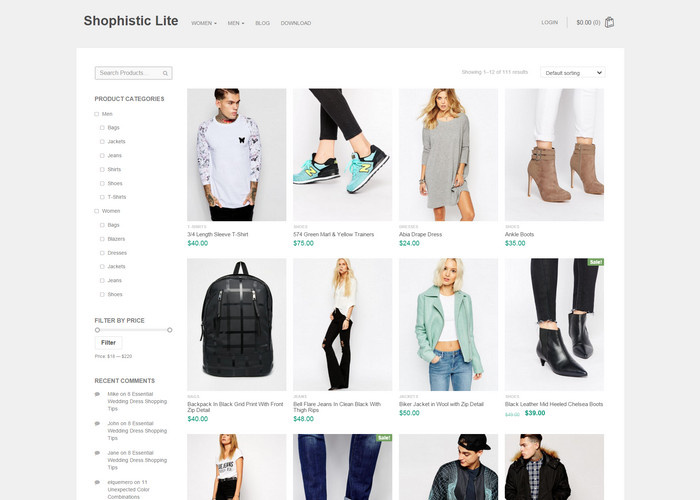 Shophistic Lite
WOMEN
MEN
BLOG
DOWNLOAD
LOGIN
$0.00 (0)
Search Products...
Showing 1–12 of 111 results
Default sorting
PRODUCT CATEGORIES
Men
Bags
Jackets
Jeans
Shirts
Shoes
T-Shirts
Women
Bags
Blazers
Dresses
Jackets
Jeans
Shoes
FILTER BY PRICE
Filter
Price: $16 — $220
RECENT COMMENTS
Mike on 8 Essential
Wedding Dress Shopping
Tips
John on 8 Essential
Wedding Dress Shopping
Tips
Jane on 8 Essential
Wedding Dress Shopping
Tips
elquemero on 11
Unexpected Color
Combinations
T-SHIRTS
3/4 Length Sleeve T-Shirt
$40.00
SHOES
574 Green Marl & Yellow Trainers
$75.00
DRESSES
Abia Drape Dress
$24.00
SHOES
Ankle Boots
$35.00
BAGS
Backpack In Black Grid Print With Front
Zip Detail
$40.00
JEANS
Bell Flare Jeans In Clean Black With
Thigh Rips
$48.00
JACKETS
Biker Jacket in Wool with Zip Detail
$50.00
Sale!
SHOES
Black Leather Mid Heeled Chelsea Boots
$39.00
BLUE JEANS
Sale!